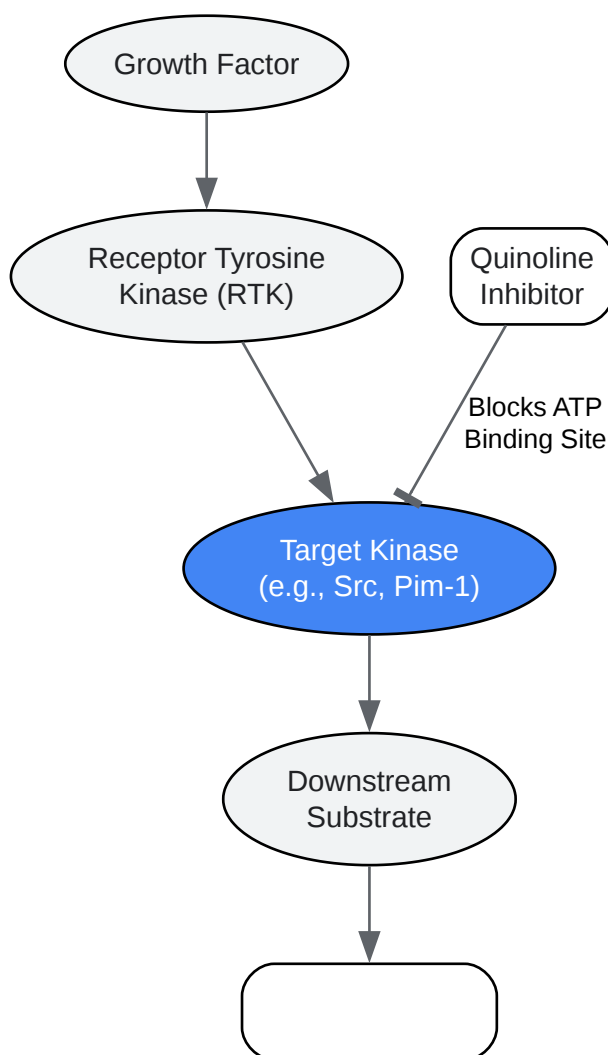 Growth Factor
Receptor Tyrosine
Kinase (RTK)
Quinoline
Inhibitor
Blocks ATP
Binding Site
Target Kinase
(e.g., Src, Pim-1)
Downstream
Substrate